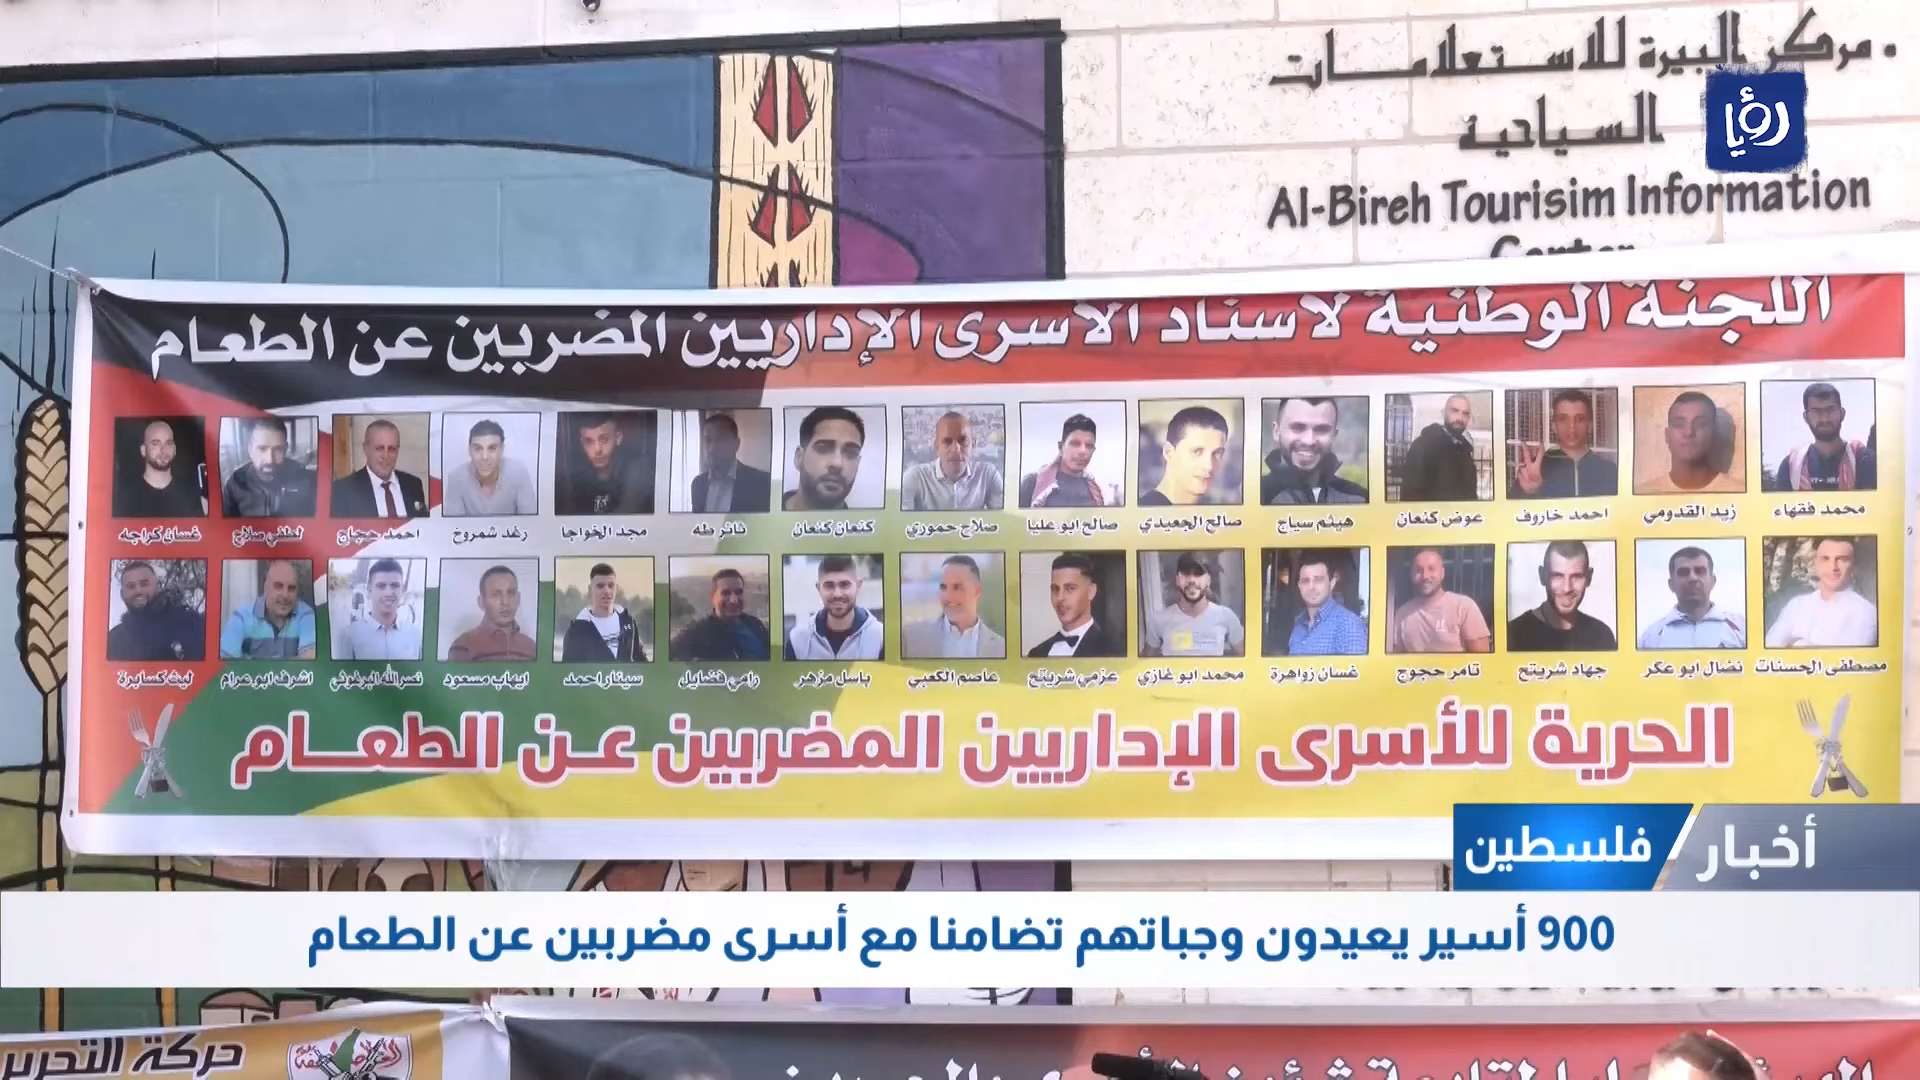 مركز البيرة للاستعلامات
السياحية
رؤيا
Al-Bireh Tourisim Information
Center
اللجنة الوطنية لاسناد الاسرى الإداريين المضربين عن الطعام
محمد فقهاء
زيد القدومي
احمد خاروف
عوض كنعان
هيثم سياج
صالح الجعيدي
صالح ابو عليا
صلاح حموري
كنعان كنعان
ثائر طه
مجد الخواجا
رغد شمروخ
احمد حجاج
لطفي صلاح
غسان كراجه
مصطفى الحسنات
نضال ابو عكر
جهاد شريتح
تامر حجوج
غسان زواهرة
محمد ابو غازي
عزمي شريتح
عاصم الكعبي
باسل مزهر
رامي فضايل
سينار احمد
ايهاب مسعود
نصرالله البرغوثي
اشرف ابو عرام
ليث كسابرة
الحرية للأسرى الإداريين المضربين عن الطعام
أخبار فلسطين
900 أسير يعيدون وجباتهم تضامنا مع أسرى مضربين عن الطعام
حركة التحرير